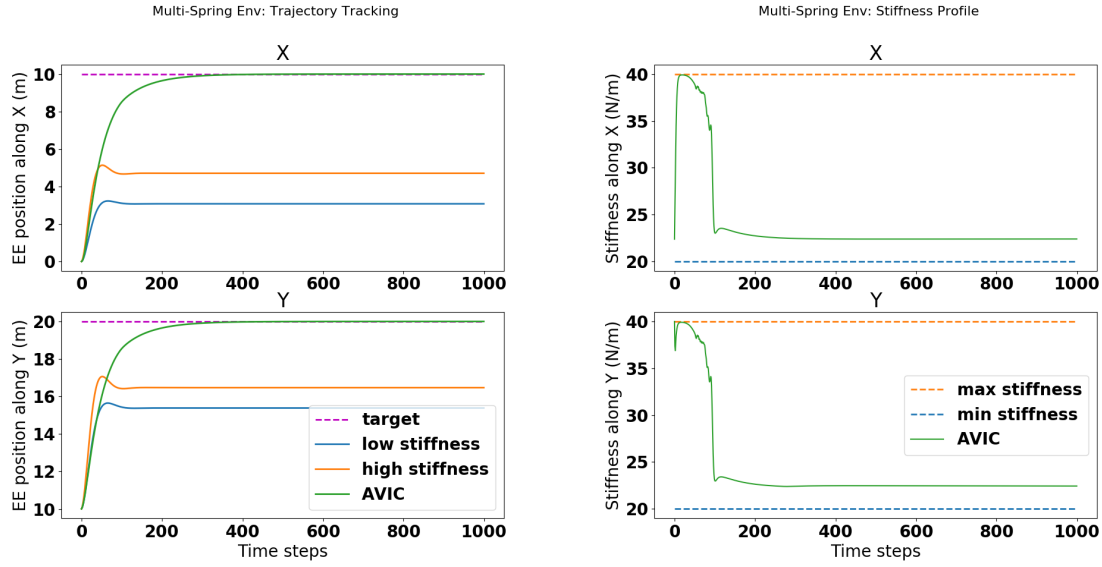 Multi-Spring Env: Trajectory Tracking
X
EE position along X (m)
10
8
6
4
2
0
0 200 400 600 800 1000
Y
EE position along Y (m)
20
18
16
14
12
10
target
low stiffness
high stiffness
AVIC
0 200 400 600 800 1000
Time steps
Multi-Spring Env: Stiffness Profile
X
Stiffness along X (N/m)
40
35
30
25
20
0 200 400 600 800 1000
Y
Stiffness along Y (N/m)
40
35
30
25
20
max stiffness
min stiffness
AVIC
0 200 400 600 800 1000
Time steps